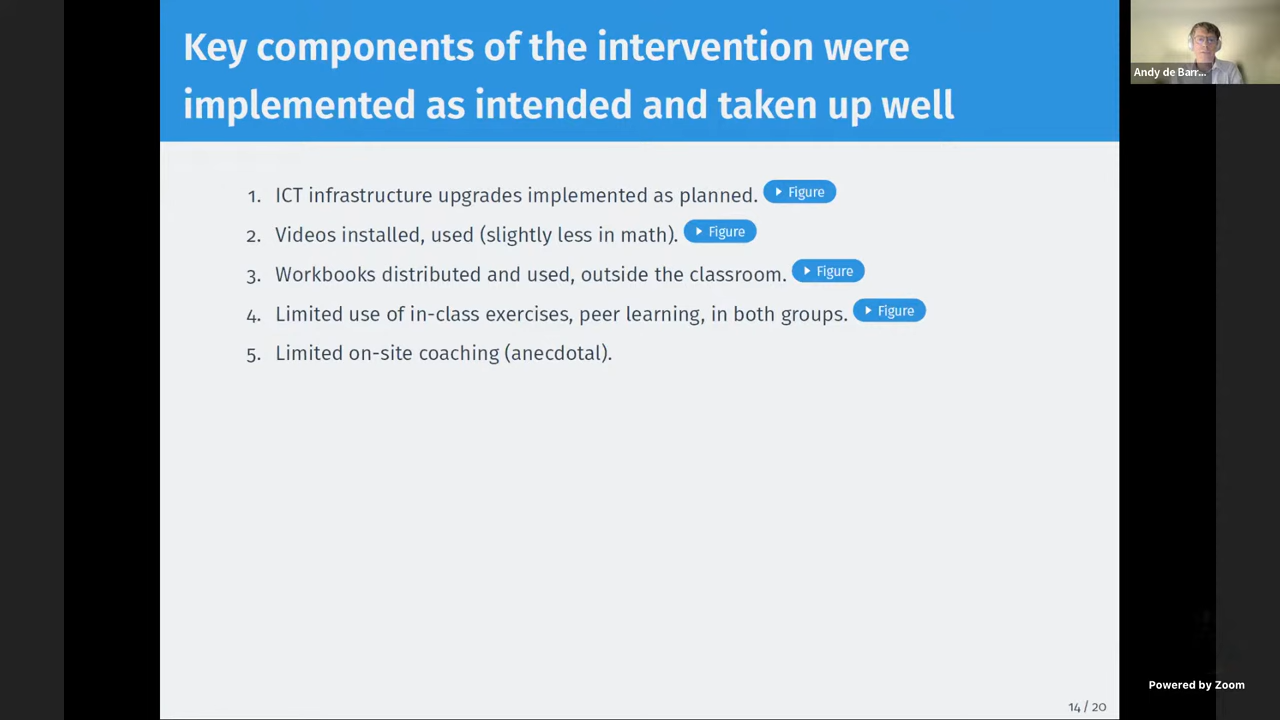 Key components of the intervention were
implemented as intended and taken up well
1. ICT infrastructure upgrades implemented as planned. Figure
2. Videos installed, used (slightly less in math). Figure
3. Workbooks distributed and used, outside the classroom. Figure
4. Limited use of in-class exercises, peer learning, in both groups. Figure
5. Limited on-site coaching (anecdotal).
14 / 20
Andy de Barr...
Powered by Zoom